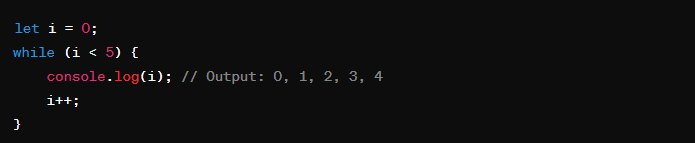 let i = 0;
while (i < 5) {
    console.log(i); // Output: 0, 1, 2, 3, 4
    i++;
}